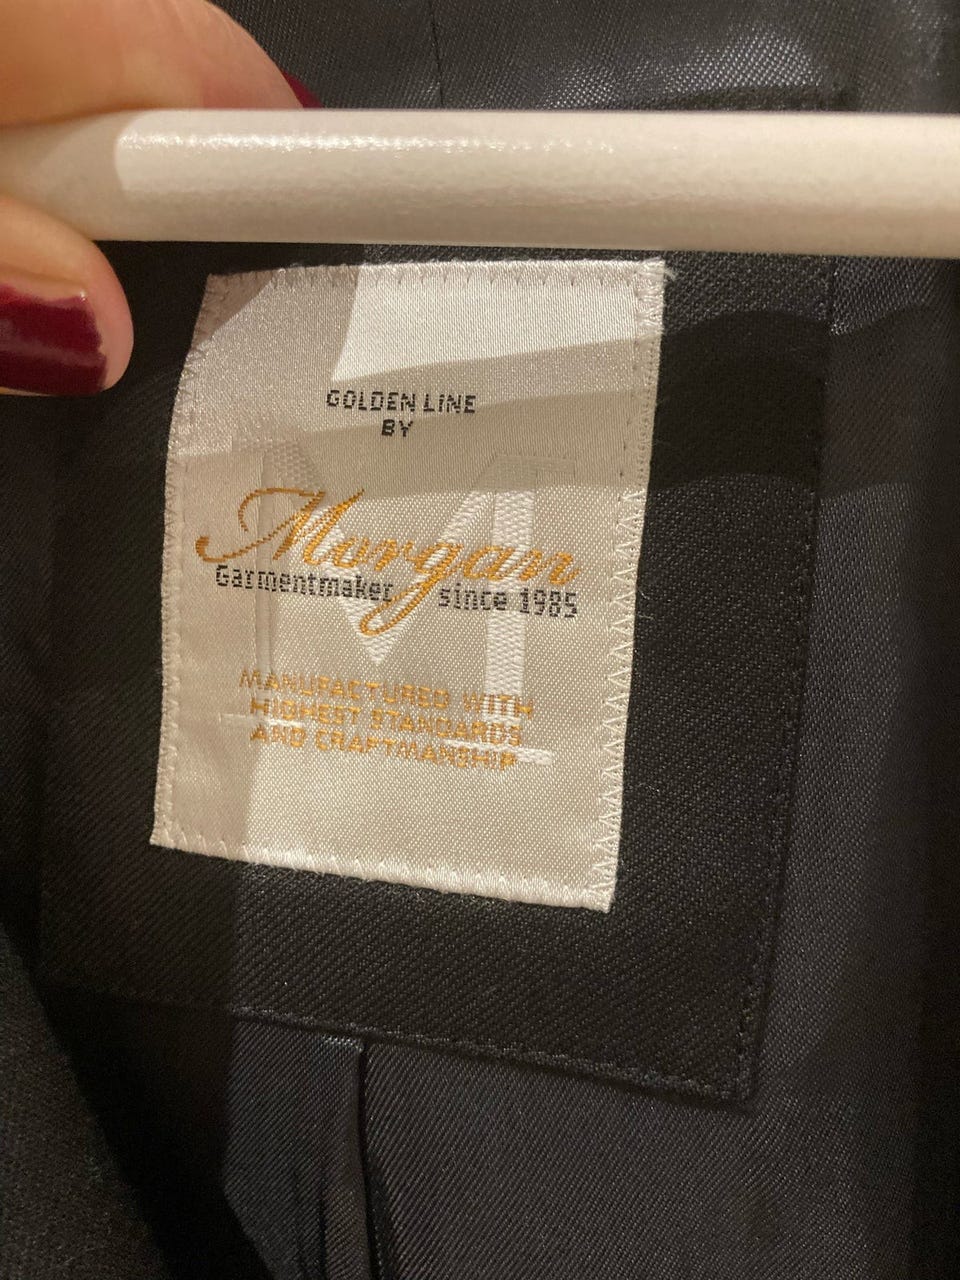 GOLDEN LINE
BY
Morgan
Garmentmaker since 1985
MANUFACTURED WITH
HIGHEST STANDARDS
AND CRAFTMANSHIP
M